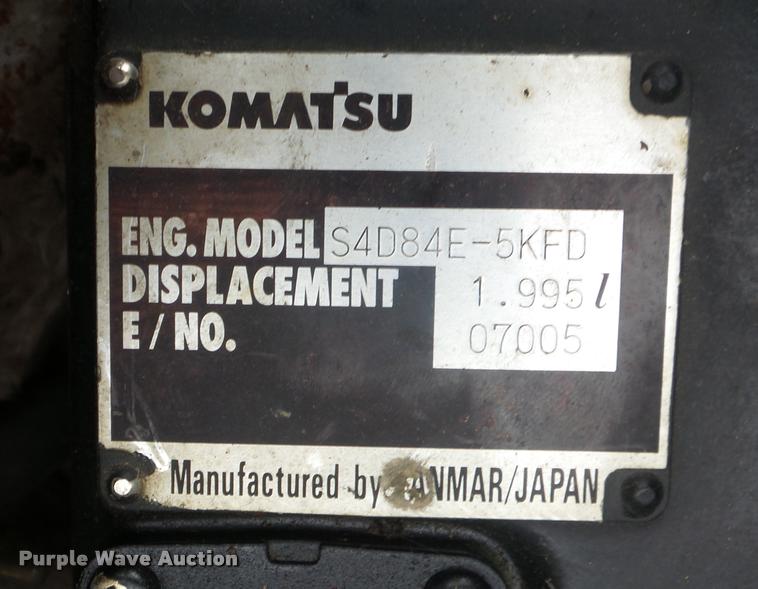 KOMATSU
ENG. MODEL S4D84E-5KFD
DISPLACEMENT 1.995 l
E / NO. 07005
Manufactured by ANMAR/JAPAN
Purple Wave Auction